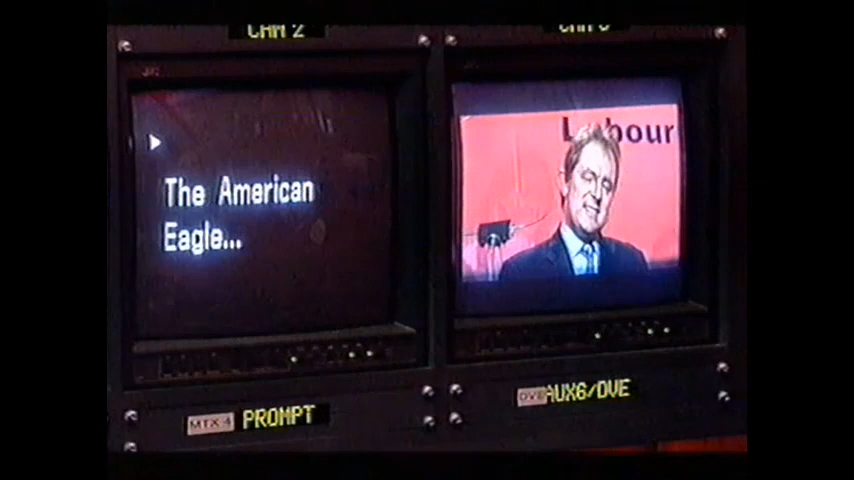 CAM 2
The American
Eagle...
Labour
MTX 4 PROMPT
DVE AUX6/DVE